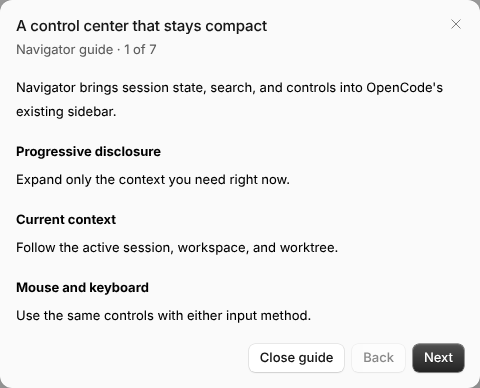 A control center that stays compact
Navigator guide · 1 of 7
Navigator brings session state, search, and controls into OpenCode's
existing sidebar.
Progressive disclosure
Expand only the context you need right now.
Current context
Follow the active session, workspace, and worktree.
Mouse and keyboard
Use the same controls with either input method.
Close guide
Back
Next